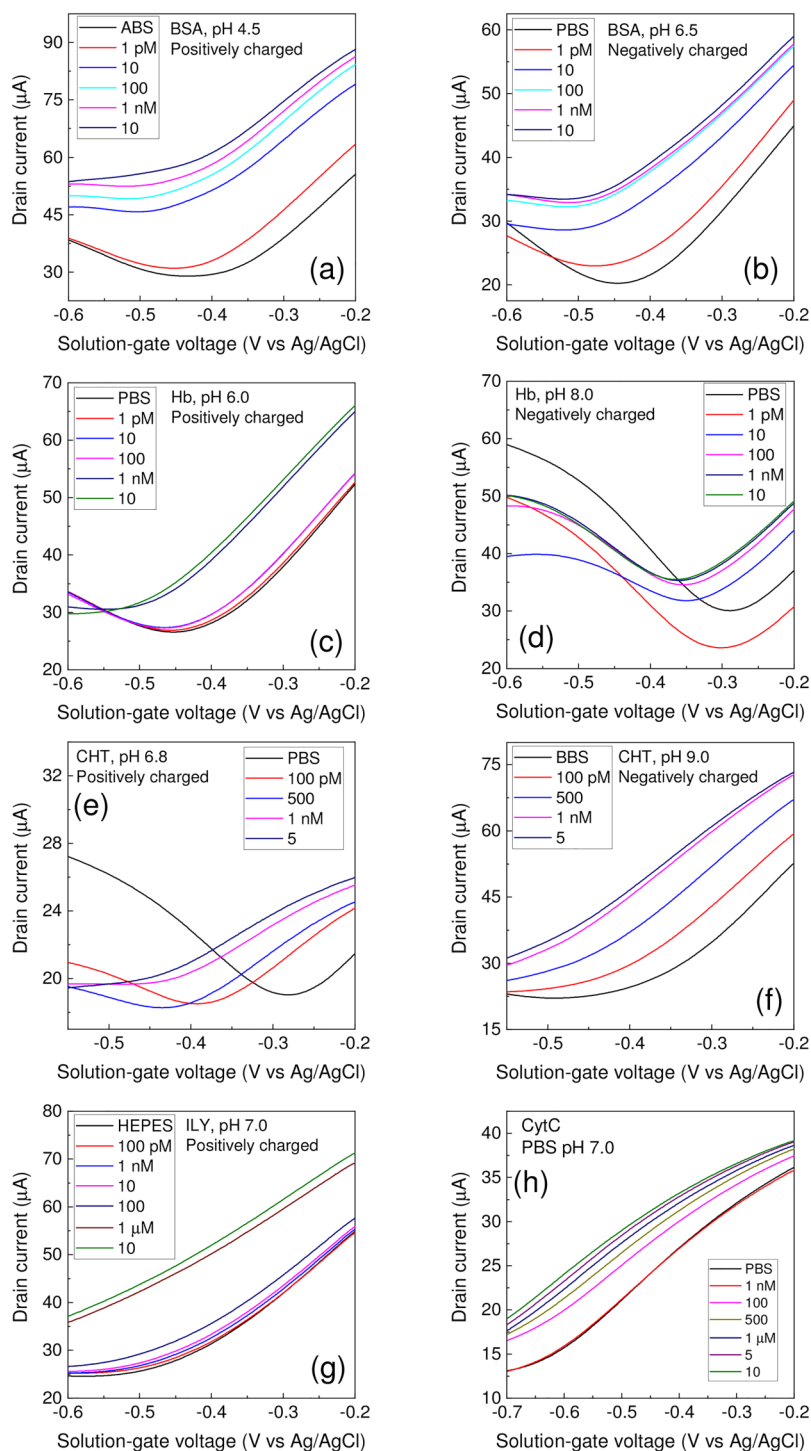 ABS
1 pM
10
100
1 nM
10
BSA, pH 4.5
Positively charged
90
75
60
45
30
Drain current (μA)
(a)
-0.6
-0.5
-0.4
-0.3
-0.2
Solution-gate voltage (V vs Ag/AgCl)
PBS
1 pM
10
100
1 nM
10
BSA, pH 6.5
Negatively charged
60
50
40
30
20
Drain current (μA)
(b)
-0.6
-0.5
-0.4
-0.3
-0.2
Solution-gate voltage (V vs Ag/AgCl)
PBS
1 pM
10
100
1 nM
10
Hb, pH 6.0
Positively charged
70
60
50
40
30
20
Drain current (μA)
(c)
-0.6
-0.5
-0.4
-0.3
-0.2
Solution-gate voltage (V vs Ag/AgCl)
Hb, pH 8.0
Negatively charged
PBS
1 pM
10
100
1 nM
10
70
60
50
40
30
20
Drain current (μA)
(d)
-0.6
-0.5
-0.4
-0.3
-0.2
Solution-gate voltage (V vs Ag/AgCl)
CHT, pH 6.8
Positively charged
(e)
PBS
100 pM
500
1 nM
5
32
28
24
20
16
Drain current (μA)
-0.5
-0.4
-0.3
-0.2
Solution-gate voltage (V vs Ag/AgCl)
BBS
100 pM
500
1 nM
5
CHT, pH 9.0
Negatively charged
75
60
45
30
15
Drain current (μA)
(f)
-0.5
-0.4
-0.3
-0.2
Solution-gate voltage (V vs Ag/AgCl)
HEPES
100 pM
1 nM
10
100
1 μM
10
ILY, pH 7.0
Positively charged
80
70
60
50
40
30
20
Drain current (μA)
(g)
-0.6
-0.5
-0.4
-0.3
-0.2
Solution-gate voltage (V vs Ag/AgCl)
CytC
PBS pH 7.0
(h)
PBS
1 nM
100
500
1 μM
5
10
40
35
30
25
20
15
10
Drain current (μA)
-0.7
-0.6
-0.5
-0.4
-0.3
-0.2
Solution-gate voltage (V vs Ag/AgCl)